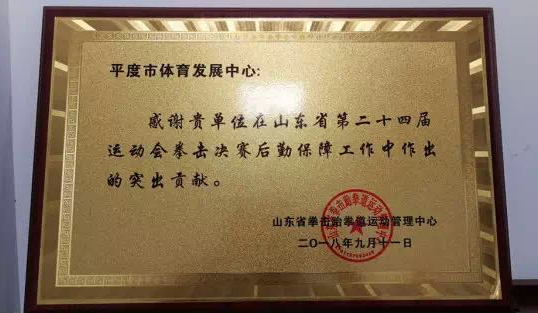 平度市体育发展中心:
感谢贵单位在山东省第二十四届
运动会拳击决赛后勤保障工作中作出
的突出贡献。
山东省拳击跆拳道运动管理中心
二〇一八年九月十一日